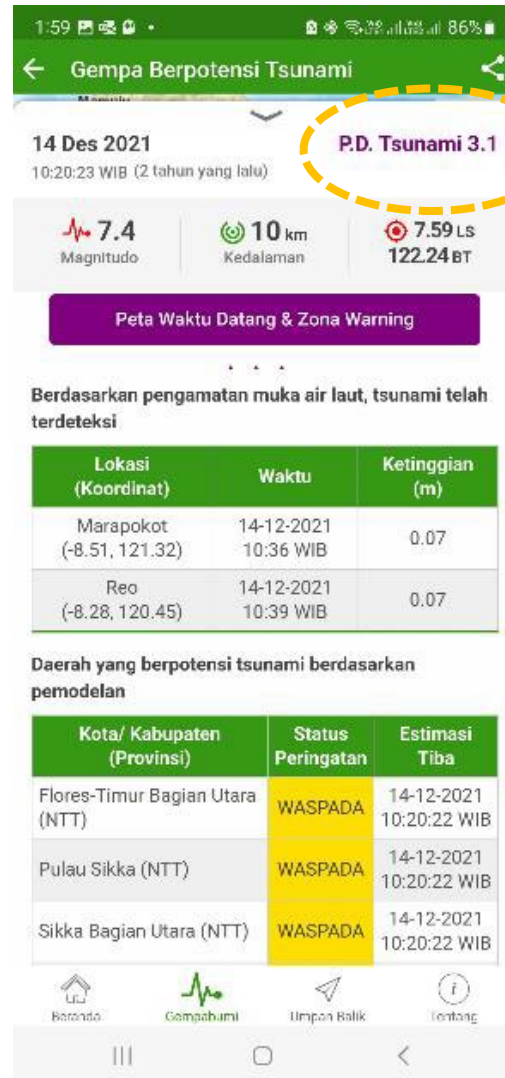 1:59
86%
Gempa Berpotensi Tsunami
14 Des 2021
P.D. Tsunami 3.1
10:20:23 WIB (2 tahun yang lalu)
7.4
Magnitudo
10 km
Kedalaman
7.59 LS
122.24 BT
Peta Waktu Datang & Zona Warning
Berdasarkan pengamatan muka air laut, tsunami telah
terdeteksi
Lokasi
(Koordinat)
Waktu
Ketinggian
(m)
Marapokot
(-8.51, 121.32)
14-12-2021
10:36 WIB
0.07
Reo
(-8.28, 120.45)
14-12-2021
10:39 WIB
0.07
Daerah yang berpotensi tsunami berdasarkan
pemodelan
Kota/ Kabupaten
(Provinsi)
Status
Peringatan
Estimasi
Tiba
Flores-Timur Bagian Utara
(NTT)
WASPADA
14-12-2021
10:20:22 WIB
Pulau Sikka (NTT)
WASPADA
14-12-2021
10:20:22 WIB
Sikka Bagian Utara (NTT)
WASPADA
14-12-2021
10:20:22 WIB
Beranda
Gempabumi
Umpan Balik
Tentang